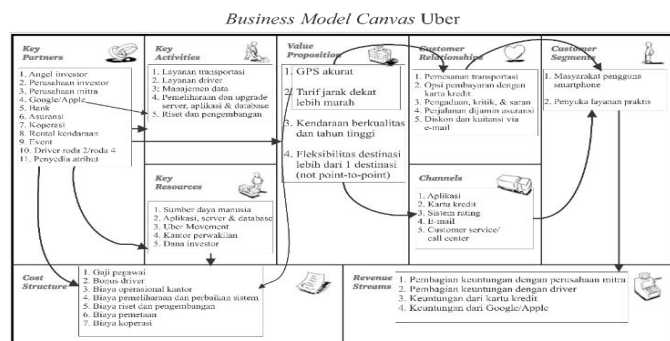 Business Model Canvas Uber
Key
Partners
1. Angel investor
2. Perusahaan investor
3. Perusahaan mitra
4. Google/Apple
5. Bank
6. Asuransi
7. Koperasi
8. Rental kendaraan
9. Event
10. Driver roda 2/roda 4
11. Penyedia atribut
Key
Activities
1. Layanan transportasi
2. Layanan driver
3. Manajemen data
4. Pemeliharaan dan upgrade
server, aplikasi & database
5. Riset dan pengembangan
Key
Resources
1. Sumber daya manusia
2. Aplikasi, server & database
3. Uber Movement
4. Kantor perwakilan
5. Dana investor
Value
Proposition
1. GPS akurat
2. Tarif jarak dekat
lebih murah
3. Kendaraan berkualitas
dan tahun tinggi
4. Fleksibilitas destinasi
lebih dari 1 destinasi
(not point-to-point)
Customer
Relationships
1. Pemesanan transportasi
2. Opsi pembayaran dengan
kartu kredit
3. Pengaduan, kritik, & saran
4. Perjalanan dijamin asuransi
5. Diskon dan kuitansi via
e-mail
Channels
1. Aplikasi
2. Kartu kredit
3. Sistem rating
4. E-mail
5. Customer service/
call center
Customer
Segments
1. Masyarakat pengguna
smartphone
2. Penyuka layanan praktis
Cost
Structure
1. Gaji pegawai
2. Bonus driver
3. Biaya operasional kantor
4. Biaya pemeliharaan dan perbaikan sistem
5. Biaya riset dan pengembangan
6. Biaya pemetaan
7. Biaya koperasi
Revenue
Streams
1. Pembagian keuntungan dengan perusahaan mitra
2. Pembagian keuntungan dengan driver
3. Keuntungan dari kartu kredit
4. Keuntungan dari Google/Apple